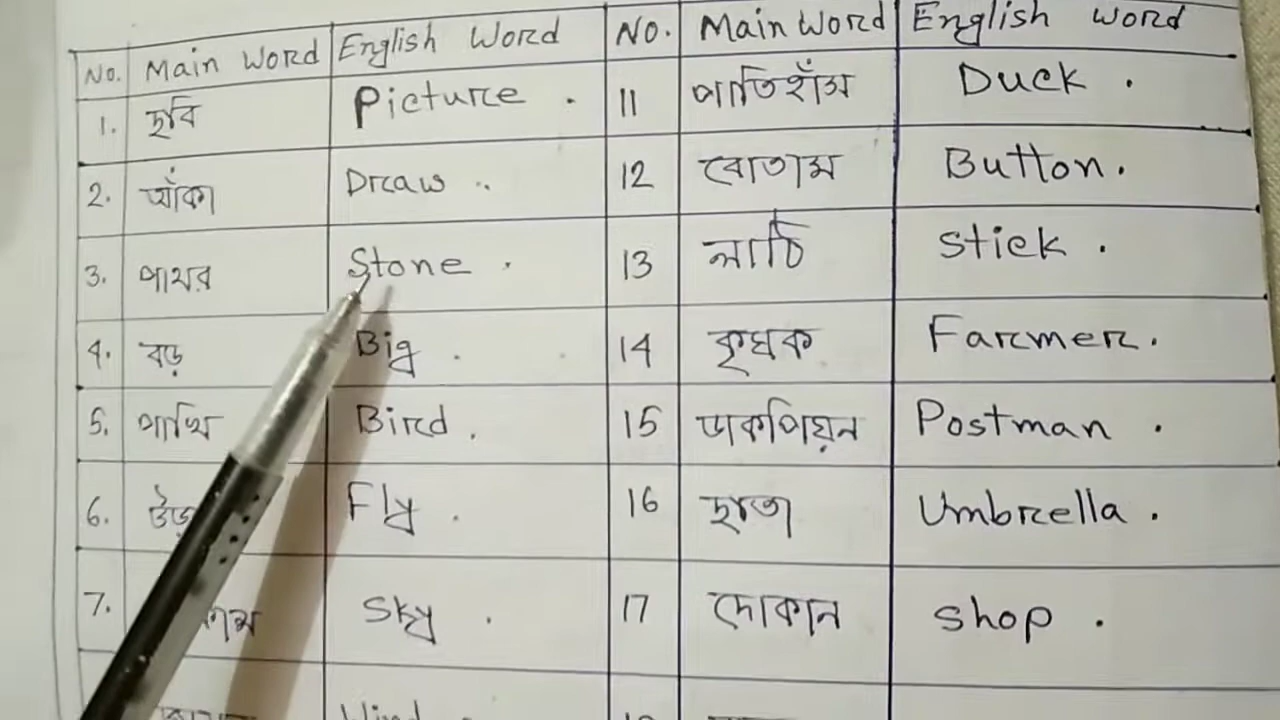 No. Main Word English Word No. Main Word English Word
1. ছবি Picture . 11 পাতিহাঁস Duck .
2. আঁকা Draw .. 12 বোতাম Button.
3. পাথর Stone . 13 লাঠি Stick .
4. বড় Big . 14 কৃষক Farmer.
5. পাখি Bird . 15 ডাকপিয়ন Postman .
6. Fly . 16 ছাতা Umbrella .
7. Sky . 17 দোকান Shop .
Wind